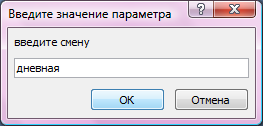 Введите значение параметра
введите смену
дневная
ОК
Отмена